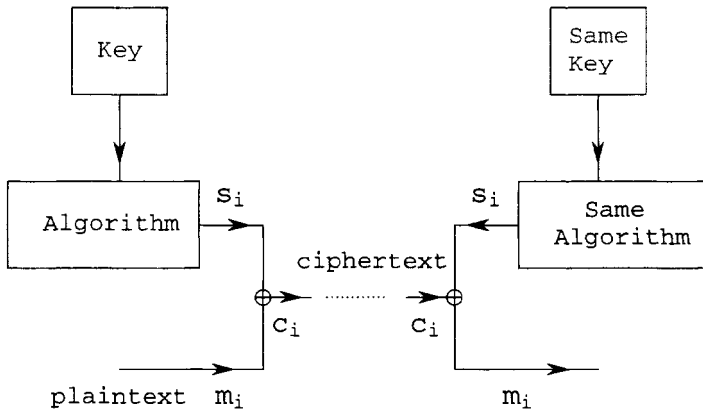 Key
Same
Key
s_i
s_i
Algorithm
Same
Algorithm
ciphertext
c_i
c_i
plaintext m_i
m_i